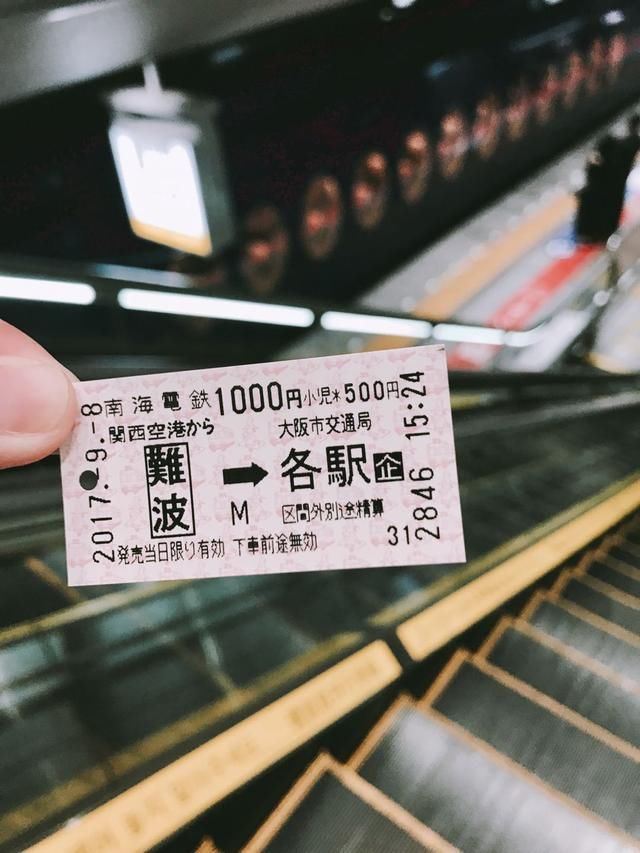 南海電鉄1000円小児*500円
関西空港から 大阪市交通局
難波 ➡ 各駅企
M 区間外別途精算
発売当日限り有効 下車前途無効
2017.-9.-8
31
2846 15:24